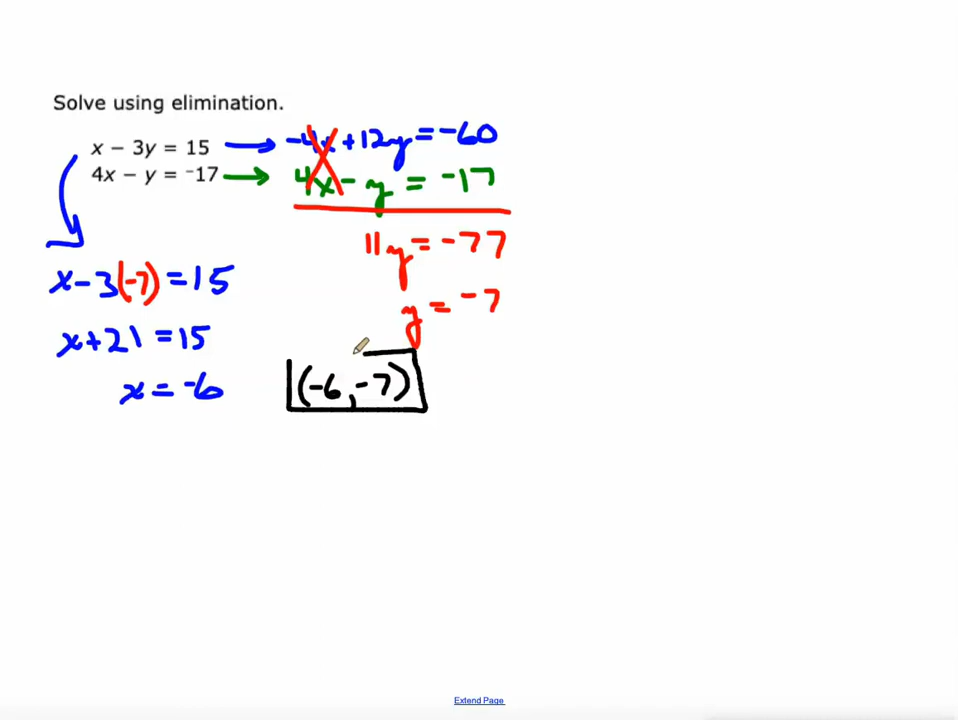 Solve using elimination.
x − 3y = 15 → -4x + 12y = -60
4x − y = ⁻17 → 4x - y = -17
11y = -77
x - 3(-7) = 15
y = -7
x + 21 = 15
x = -6
(-6, -7)
Extend Page